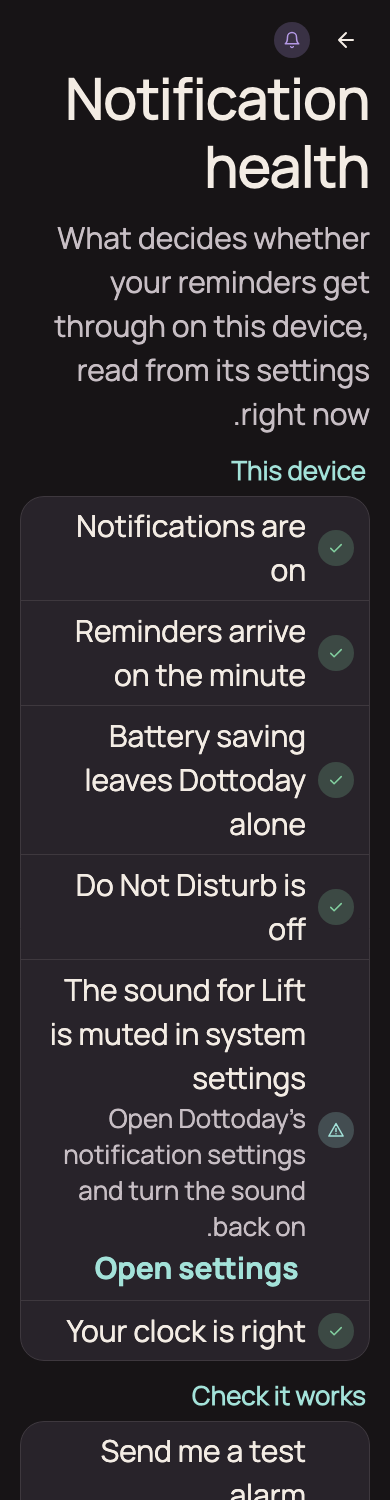 Notification
health
What decides whether
your reminders get
through on this device,
read from its settings
.right now
This device
Notifications are
on
Reminders arrive
on the minute
Battery saving
leaves Dottoday
alone
Do Not Disturb is
off
The sound for Lift
is muted in system
settings
Open Dottoday's
notification settings
and turn the sound
.back on
Open settings
Your clock is right
Check it works
Send me a test
alarm